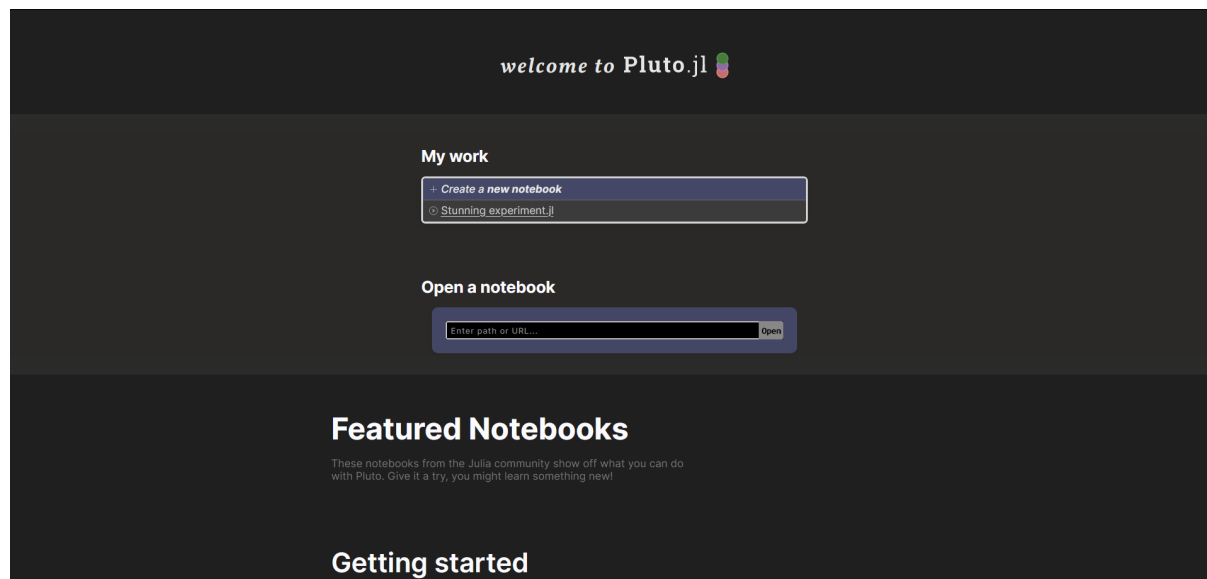 welcome to Pluto.jl
My work
+ Create a new notebook
Stunning experiment.jl
Open a notebook
Enter path or URL...
Open
Featured Notebooks
These notebooks from the Julia community show off what you can do
with Pluto. Give it a try, you might learn something new!
Getting started